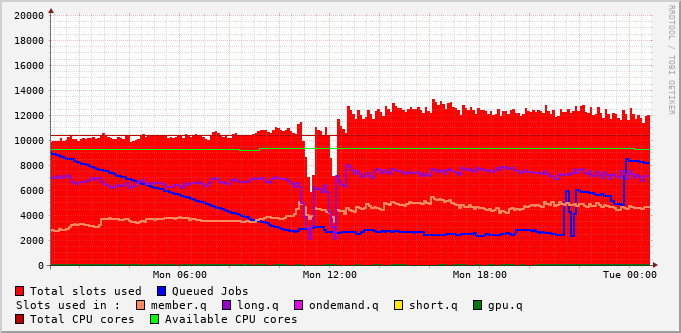 20000
18000
16000
14000
12000
10000
8000
6000
4000
2000
0
Mon 06:00 Mon 12:00 Mon 18:00 Tue 00:00
RRDTOOL / TOBI OETIKER
Total slots used Queued Jobs
Slots used in : member.q long.q ondemand.q short.q gpu.q
Total CPU cores Available CPU cores